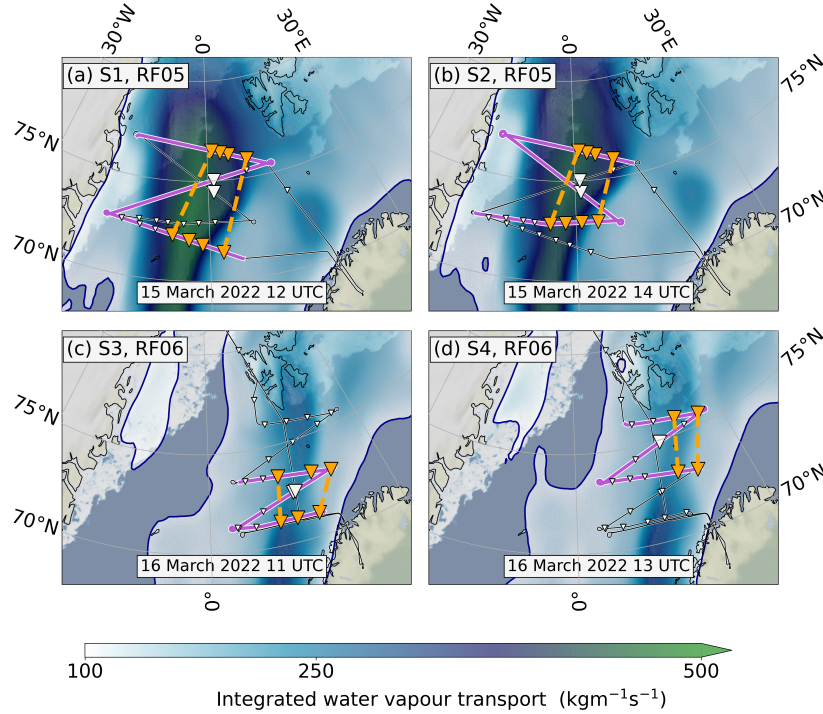 30°W 0° 30°E
(a) S1, RF05
75°N
70°N
15 March 2022 12 UTC
30°W 0° 30°E
(b) S2, RF05
75°N
70°N
15 March 2022 14 UTC
(c) S3, RF06
75°N
70°N
16 March 2022 11 UTC
0°
(d) S4, RF06
75°N
70°N
16 March 2022 13 UTC
0°
100 250 500
Integrated water vapour transport (kgm⁻¹s⁻¹)